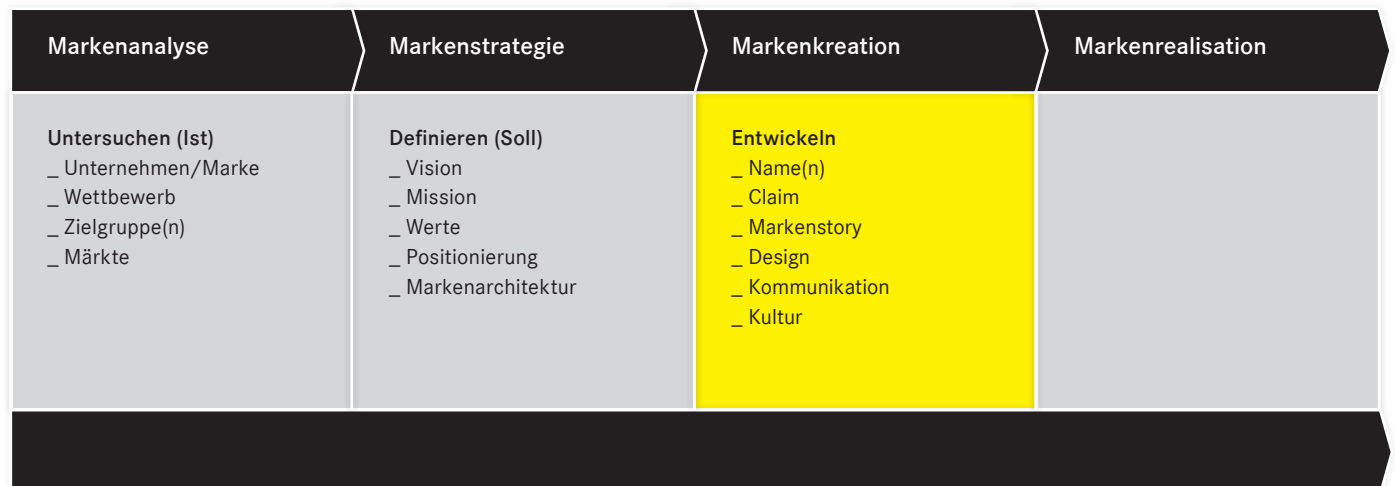 Markenanalyse
Markenstrategie
Markenkreation
Markenrealisation
Untersuchen (Ist)
_ Unternehmen/Marke
_ Wettbewerb
_ Zielgruppe(n)
_ Märkte
Definieren (Soll)
_ Vision
_ Mission
_ Werte
_ Positionierung
_ Markenarchitektur
Entwickeln
_ Name(n)
_ Claim
_ Markenstory
_ Design
_ Kommunikation
_ Kultur